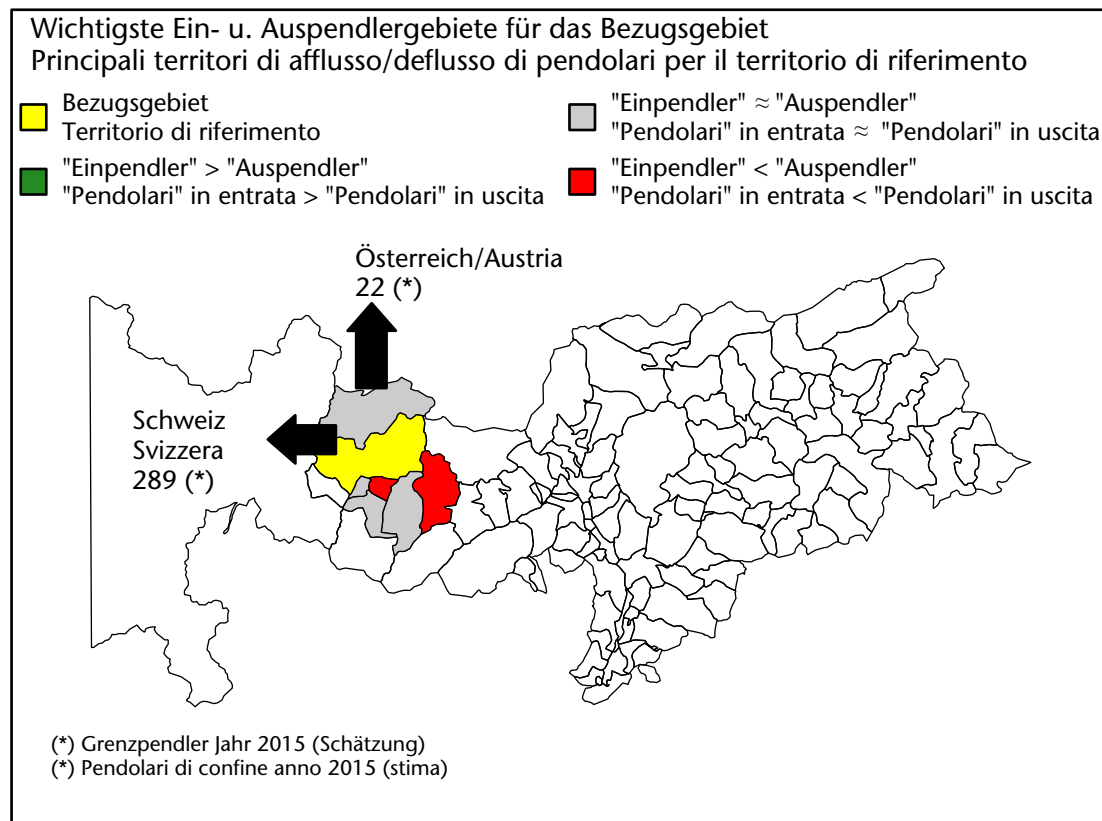 Wichtigste Ein- u. Auspendlergebiete für das Bezugsgebiet
Principali territori di afflusso/deflusso di pendolari per il territorio di riferimento
Bezugsgebiet
Territorio di riferimento
"Einpendler" > "Auspendler"
"Pendolari" in entrata > "Pendolari" in uscita
"Einpendler" ≈ "Auspendler"
"Pendolari" in entrata ≈ "Pendolari" in uscita
"Einpendler" < "Auspendler"
"Pendolari" in entrata < "Pendolari" in uscita
Österreich/Austria
22 (*)
Schweiz
Svizzera
289 (*)
(*) Grenzpendler Jahr 2015 (Schätzung)
(*) Pendolari di confine anno 2015 (stima)